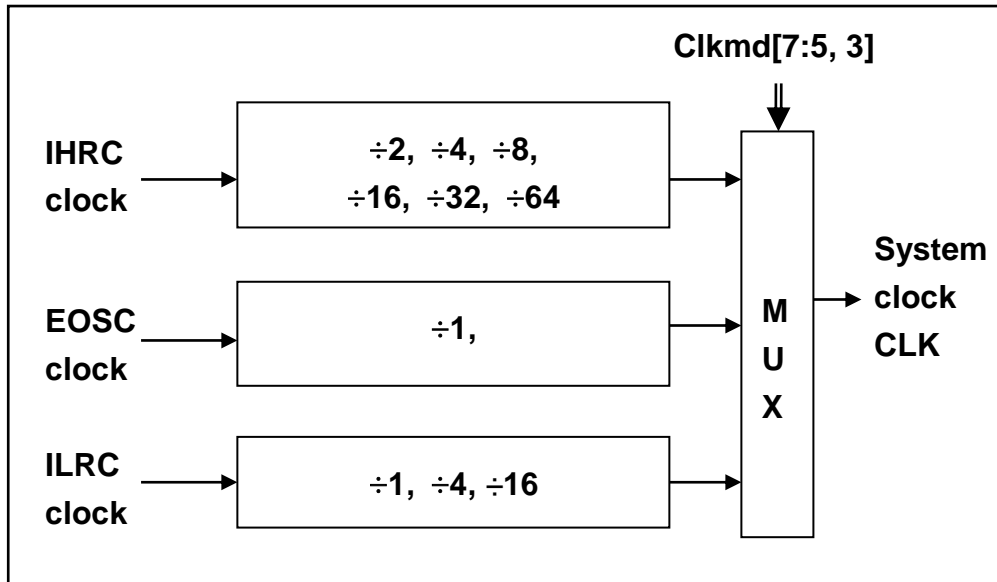 Clkmd[7:5, 3]
IHRC
clock
÷2, ÷4, ÷8,
÷16, ÷32, ÷64
EOSC
clock
÷1,
ILRC
clock
÷1, ÷4, ÷16
M
U
X
System
clock
CLK